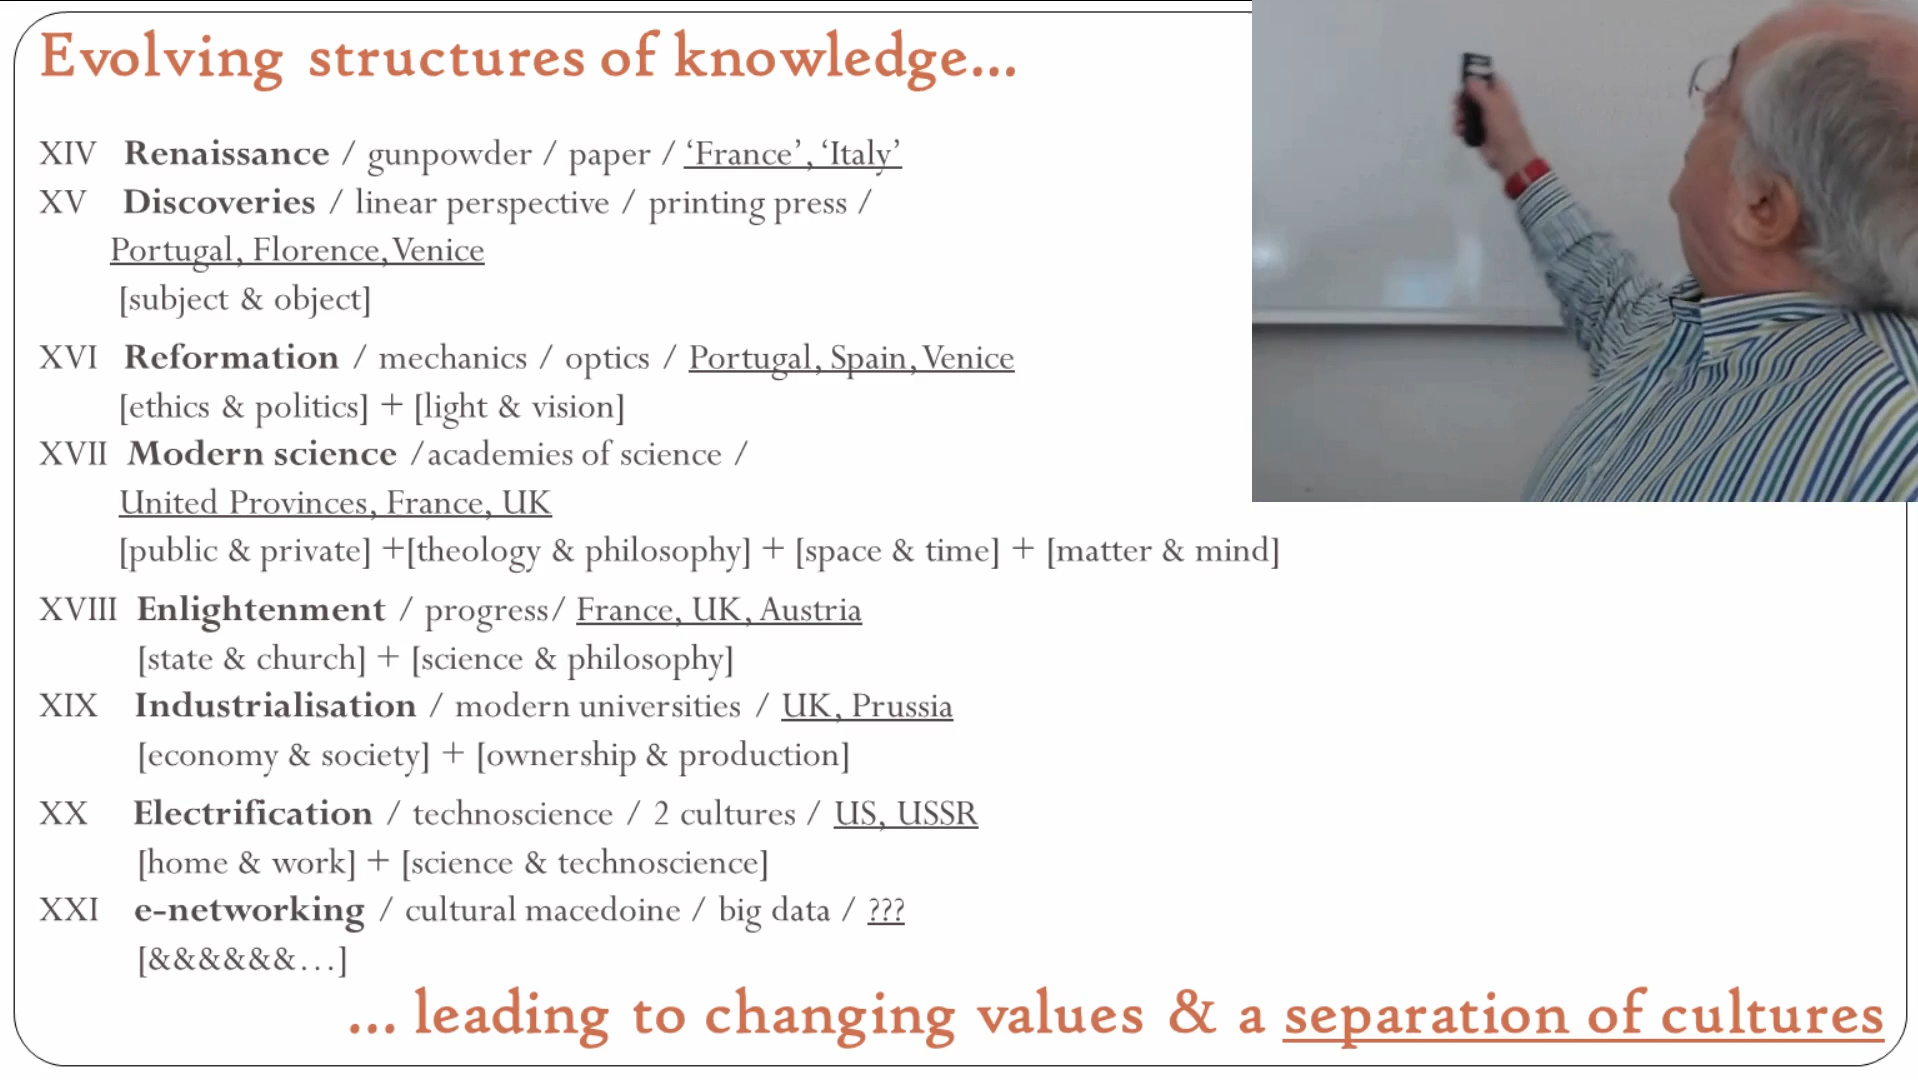 Evolving structures of knowledge...
XIV Renaissance / gunpowder / paper / ‘France’, ‘Italy’
XV Discoveries / linear perspective / printing press /
Portugal, Florence, Venice
[subject & object]
XVI Reformation / mechanics / optics / Portugal, Spain, Venice
[ethics & politics] + [light & vision]
XVII Modern science /academies of science /
United Provinces, France, UK
[public & private] +[theology & philosophy] + [space & time] + [matter & mind]
XVIII Enlightenment / progress/ France, UK, Austria
[state & church] + [science & philosophy]
XIX Industrialisation / modern universities / UK, Prussia
[economy & society] + [ownership & production]
XX Electrification / technoscience / 2 cultures / US, USSR
[home & work] + [science & technoscience]
XXI e-networking / cultural macedoine / big data / ???
[&&&&&&…]
... leading to changing values & a separation of cultures